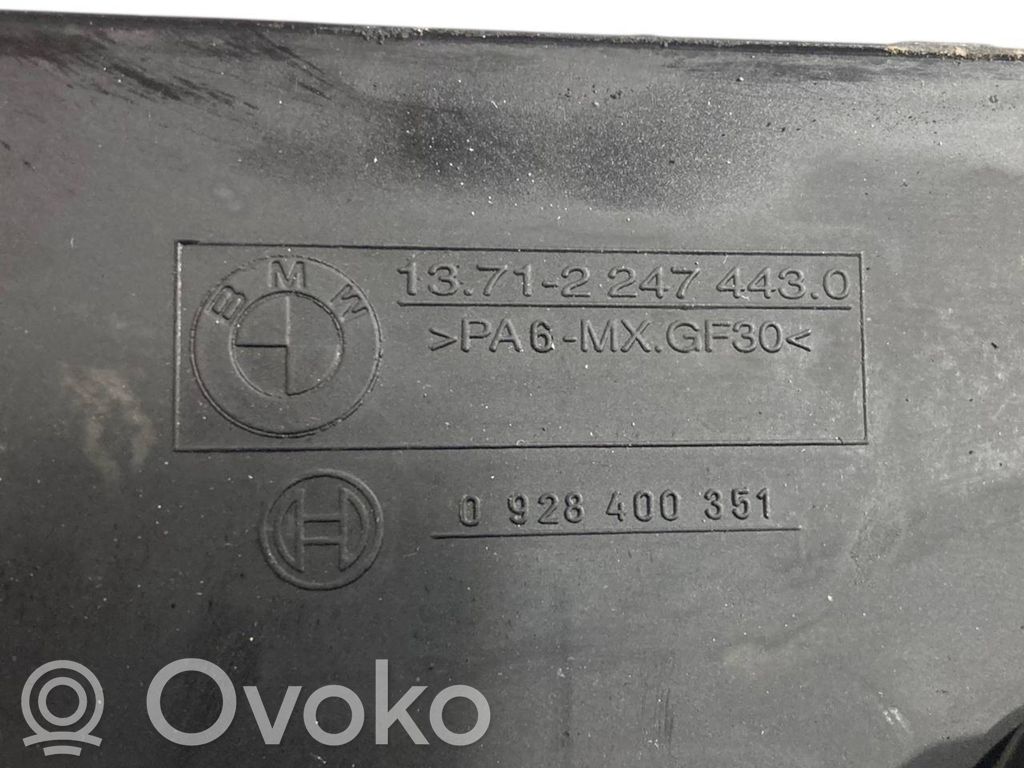 BMW
13.71-2 247 443.0
>PA6-MX.GF30<
0 928 400 351
Ovoko